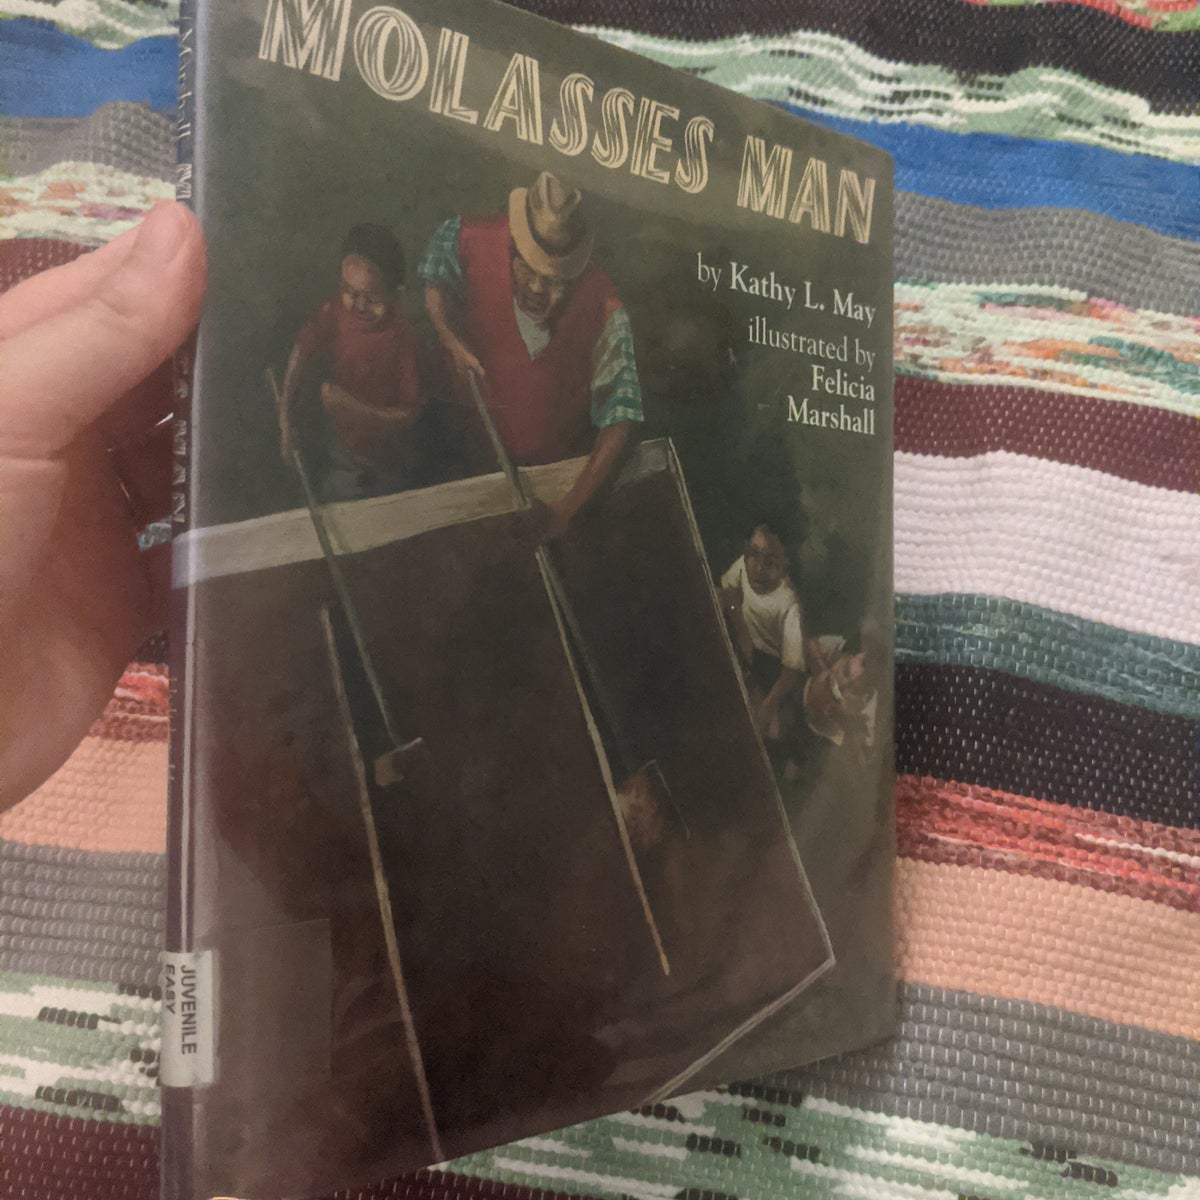 MOLASSES MAN
by Kathy L. May
illustrated by
Felicia
Marshall
JUVENILE
EASY